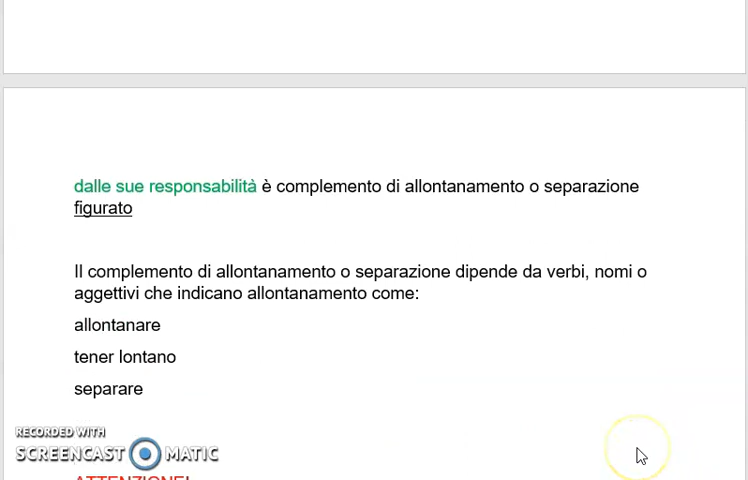 dalle sue responsabilità è complemento di allontanamento o separazione
figurato
Il complemento di allontanamento o separazione dipende da verbi, nomi o
aggettivi che indicano allontanamento come:
allontanare
tener lontano
separare
RECORDED WITH
SCREENCAST MATIC
ATTENZIONE!